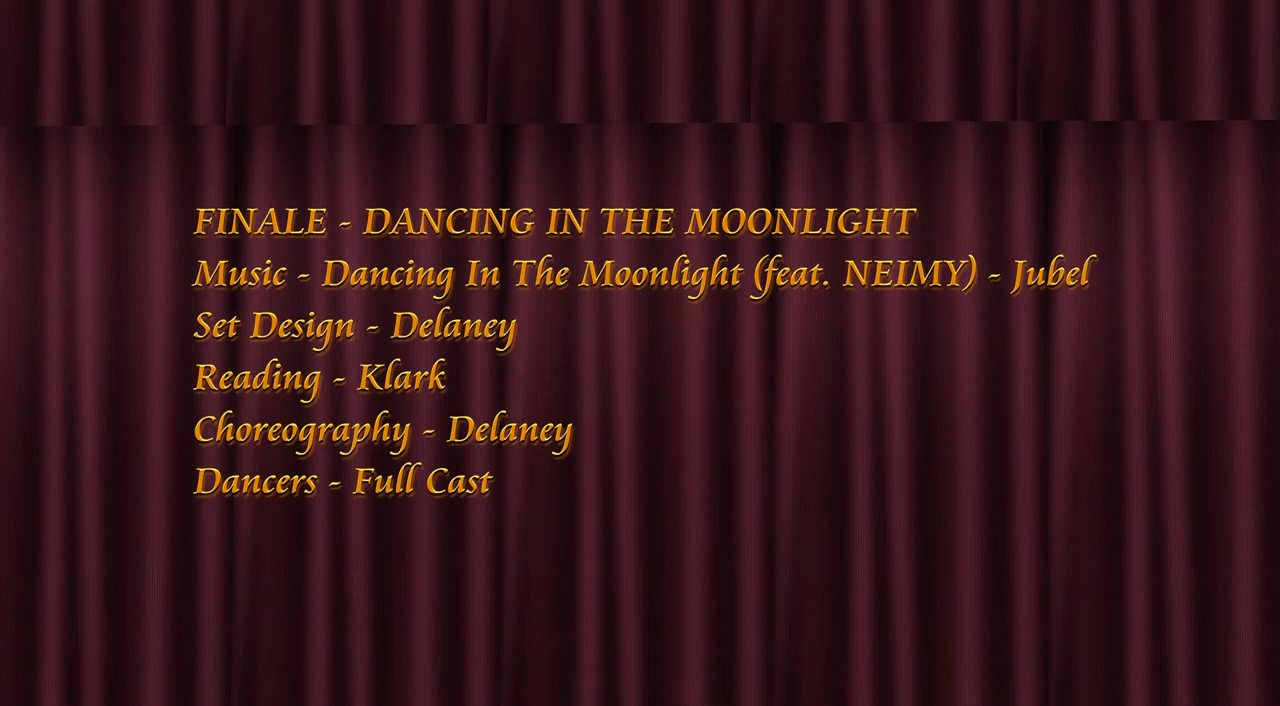 FINALE - DANCING IN THE MOONLIGHT
Music - Dancing In The Moonlight (feat. NEIMY) - Jubel
Set Design - Delaney
Reading - Klark
Choreography - Delaney
Dancers - Full Cast